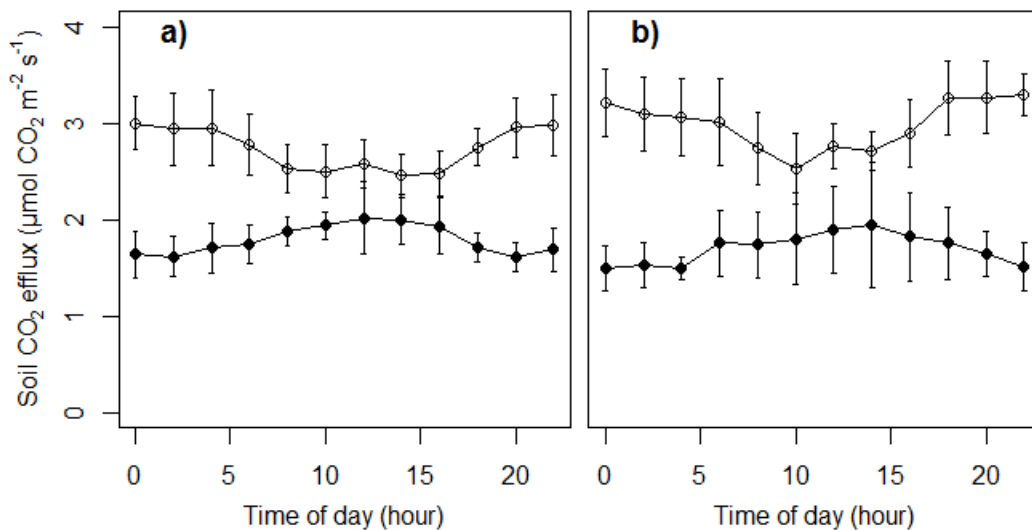 a)
b)
Soil CO₂ efflux (µmol CO₂ m⁻² s⁻¹)
4
3
2
1
0
0 5 10 15 20
0 5 10 15 20
Time of day (hour)
Time of day (hour)